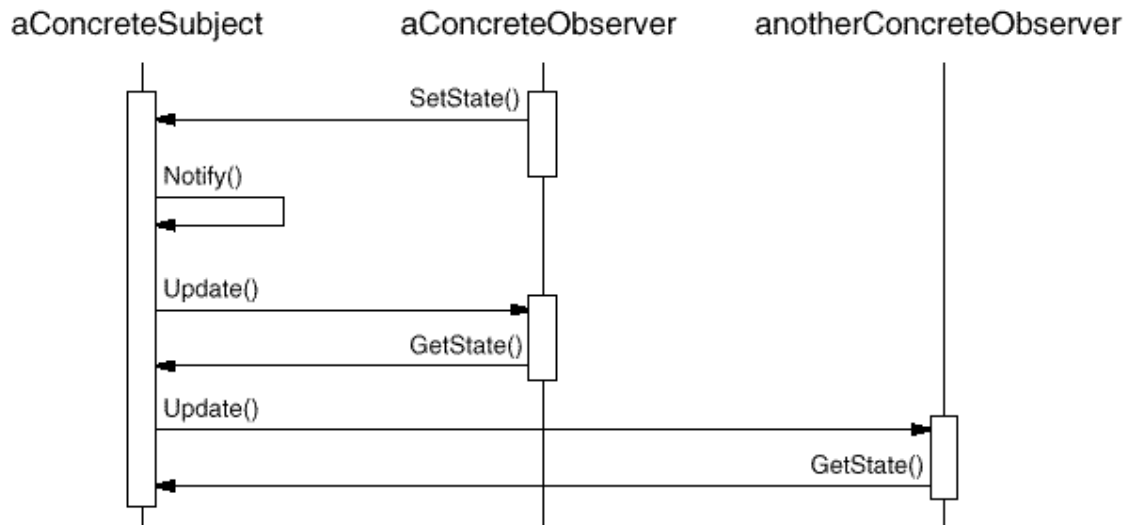 aConcreteSubject aConcreteObserver anotherConcreteObserver
SetState()
Notify()
Update()
GetState()
Update()
GetState()